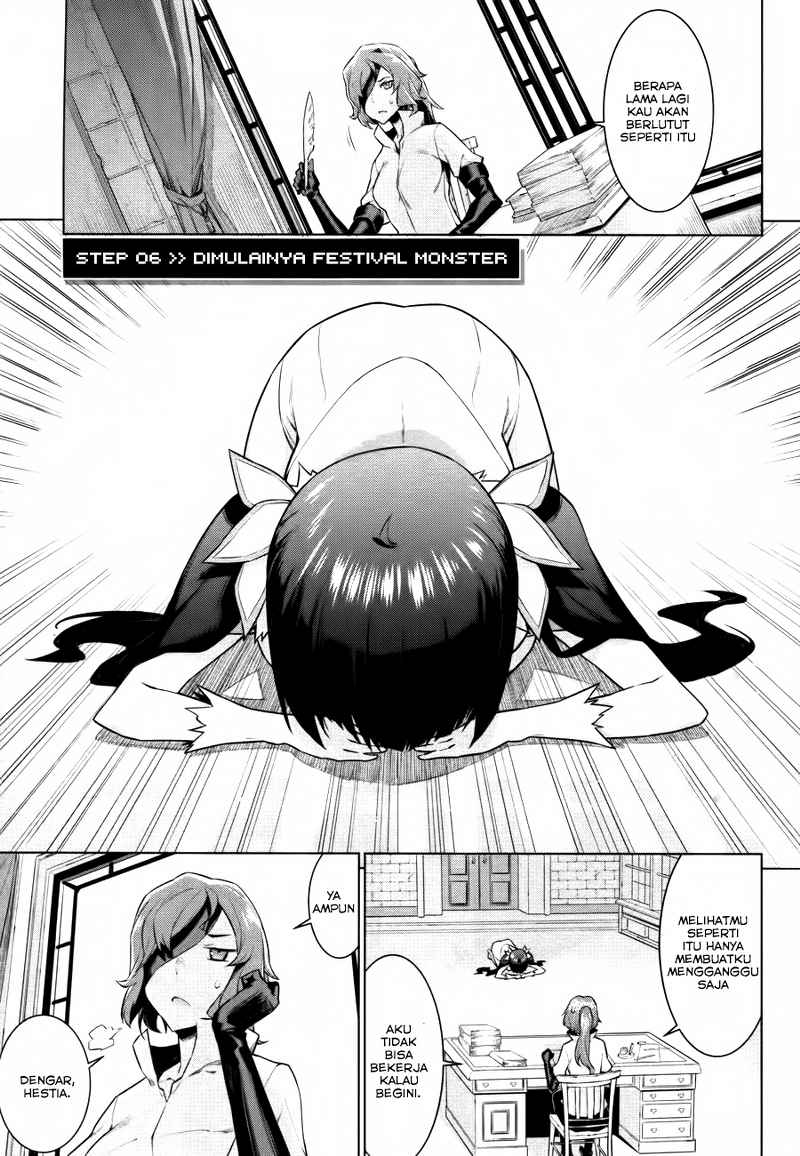 BERAPA
LAMA LAGI
KAU AKAN
BERLUTUT
SEPERTI ITU
STEP 06 >> DIMULAINYA FESTIVAL MONSTER
MELIHATMU
SEPERTI
ITU HANYA
MEMBUATKU
MENGGANGGU
SAJA
AKU
TIDAK
BISA
BEKERJA
KALAU
BEGINI.
YA
AMPUN
DENGAR,
HESTIA.